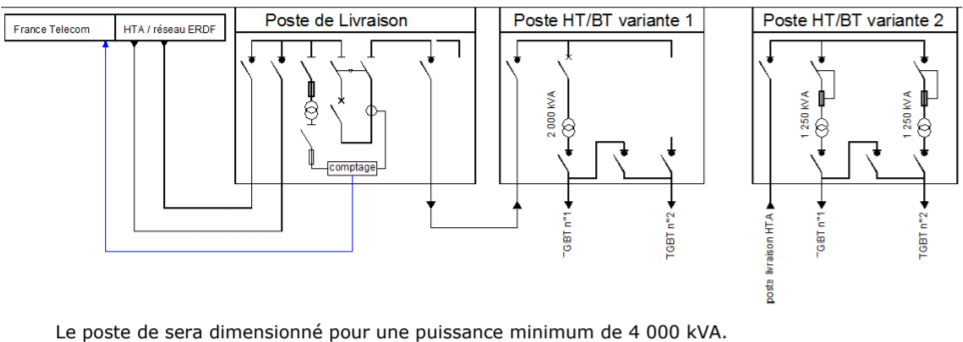 Poste de Livraison
Poste HT/BT variante 1
Poste HT/BT variante 2
France Telecom
HTA / réseau ERDF
2 000 kVA
1 250 kVA
1 250 kVA
comptage
TGBT n°1
TGBT n°2
poste livraison HTA
TGBT n°1
TGBT n°2
Le poste de sera dimensionné pour une puissance minimum de 4 000 kVA.